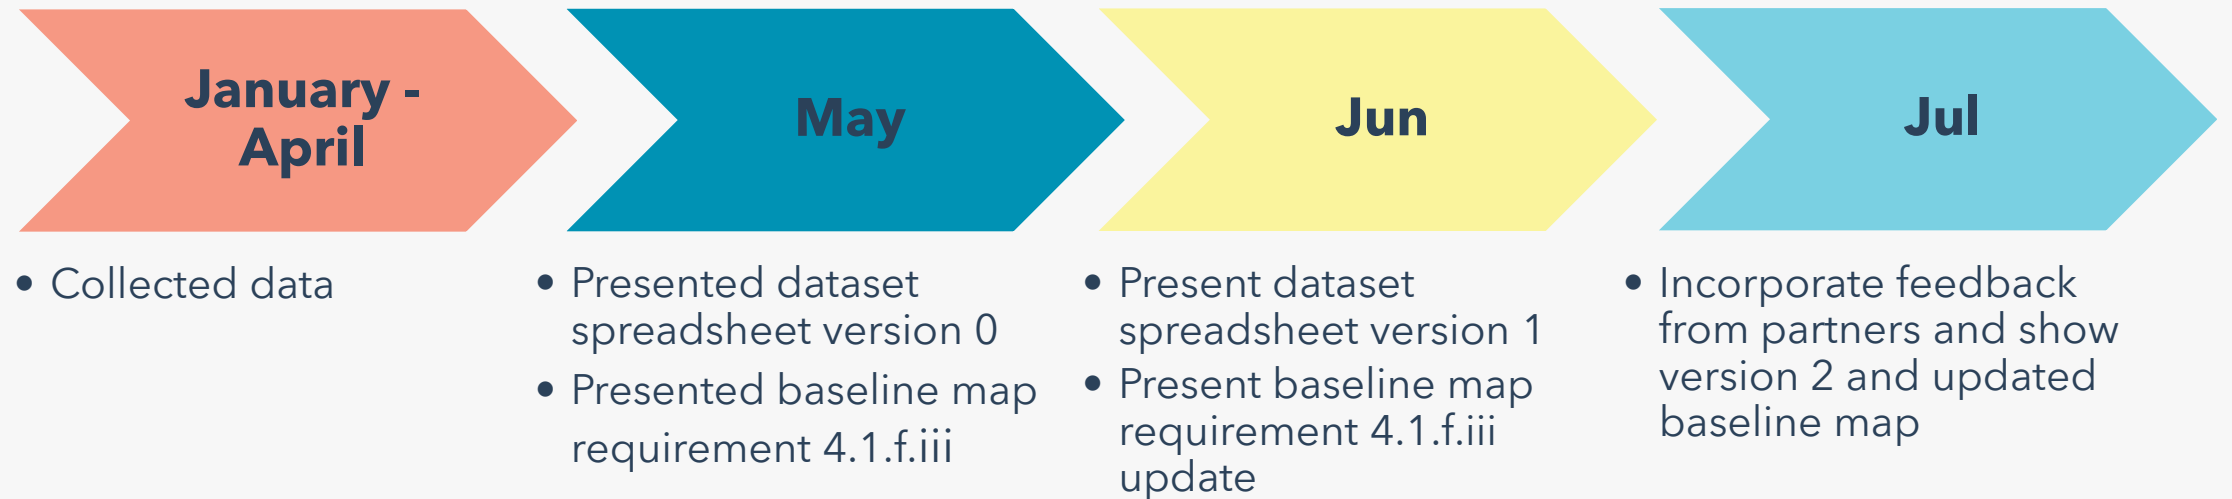 January -
April
May
Jun
Jul
• Collected data
• Presented dataset
spreadsheet version 0
• Presented baseline map
requirement 4.1.f.iii
• Present dataset
spreadsheet version 1
• Present baseline map
requirement 4.1.f.iii
update
• Incorporate feedback
from partners and show
version 2 and updated
baseline map